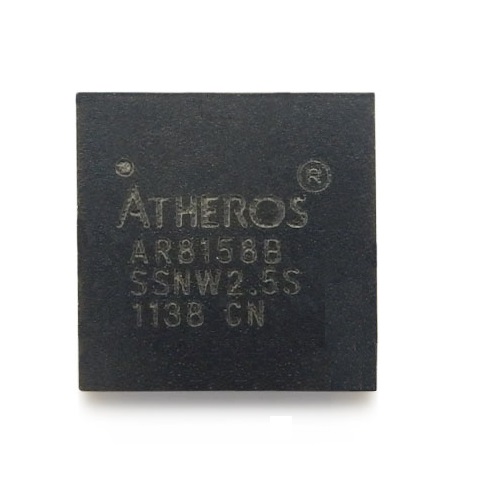 ®
ATHEROS
AR8158B
SSNW2.5S
1138 CN